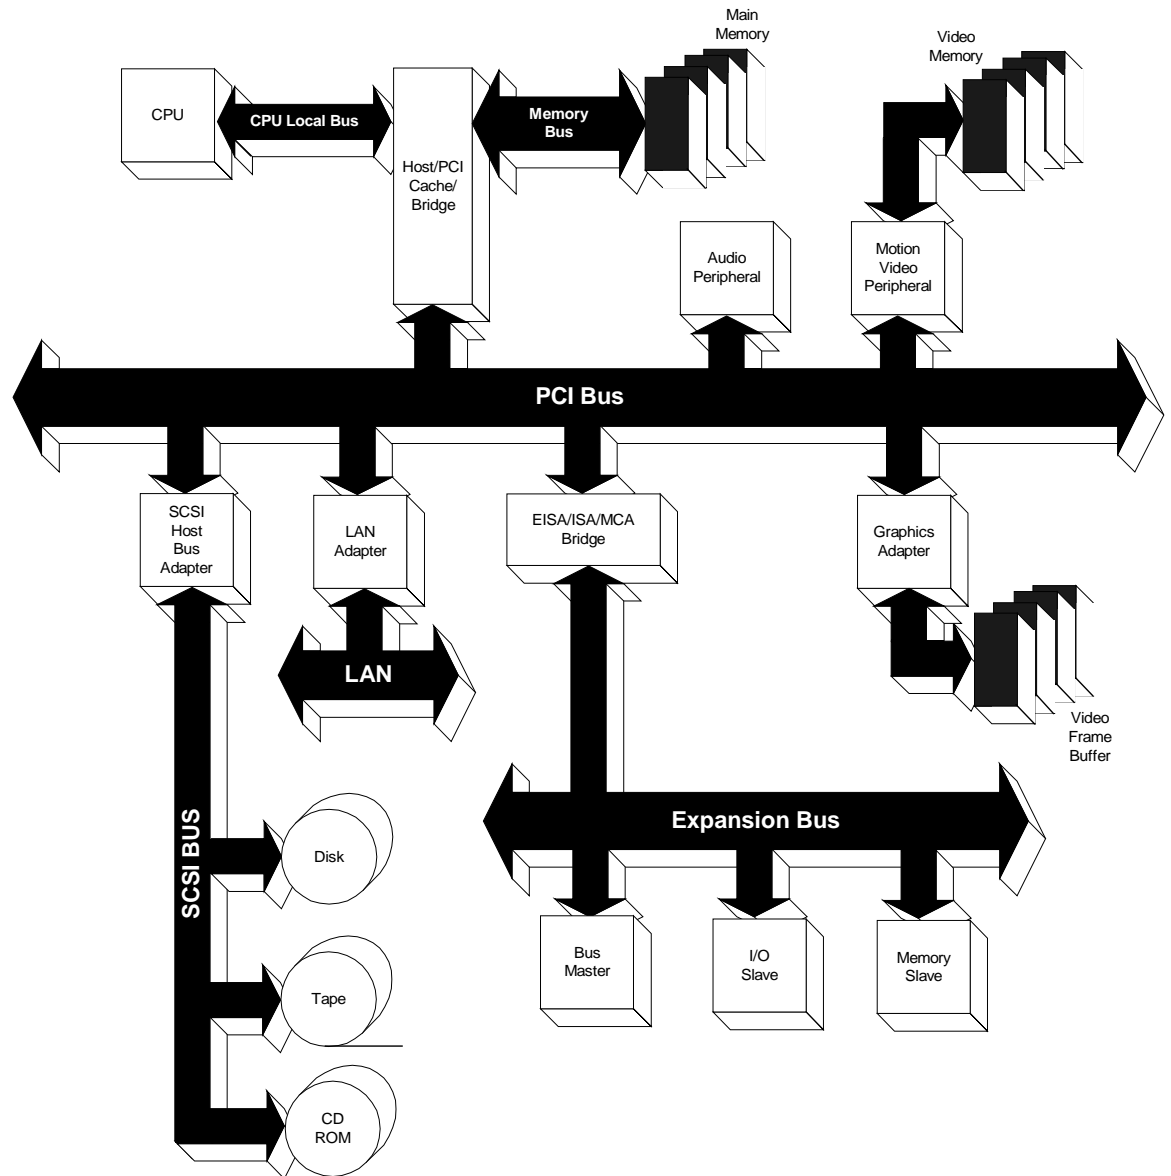 Main
Memory
Video
Memory
CPU
CPU Local Bus
Memory
Bus
Host/PCI
Cache/
Bridge
Audio
Peripheral
Motion
Video
Peripheral
PCI Bus
SCSI
Host
Bus
Adapter
LAN
Adapter
EISA/ISA/MCA
Bridge
Graphics
Adapter
LAN
Video
Frame
Buffer
SCSI BUS
Expansion Bus
Disk
Bus
Master
I/O
Slave
Memory
Slave
Tape
CD
ROM